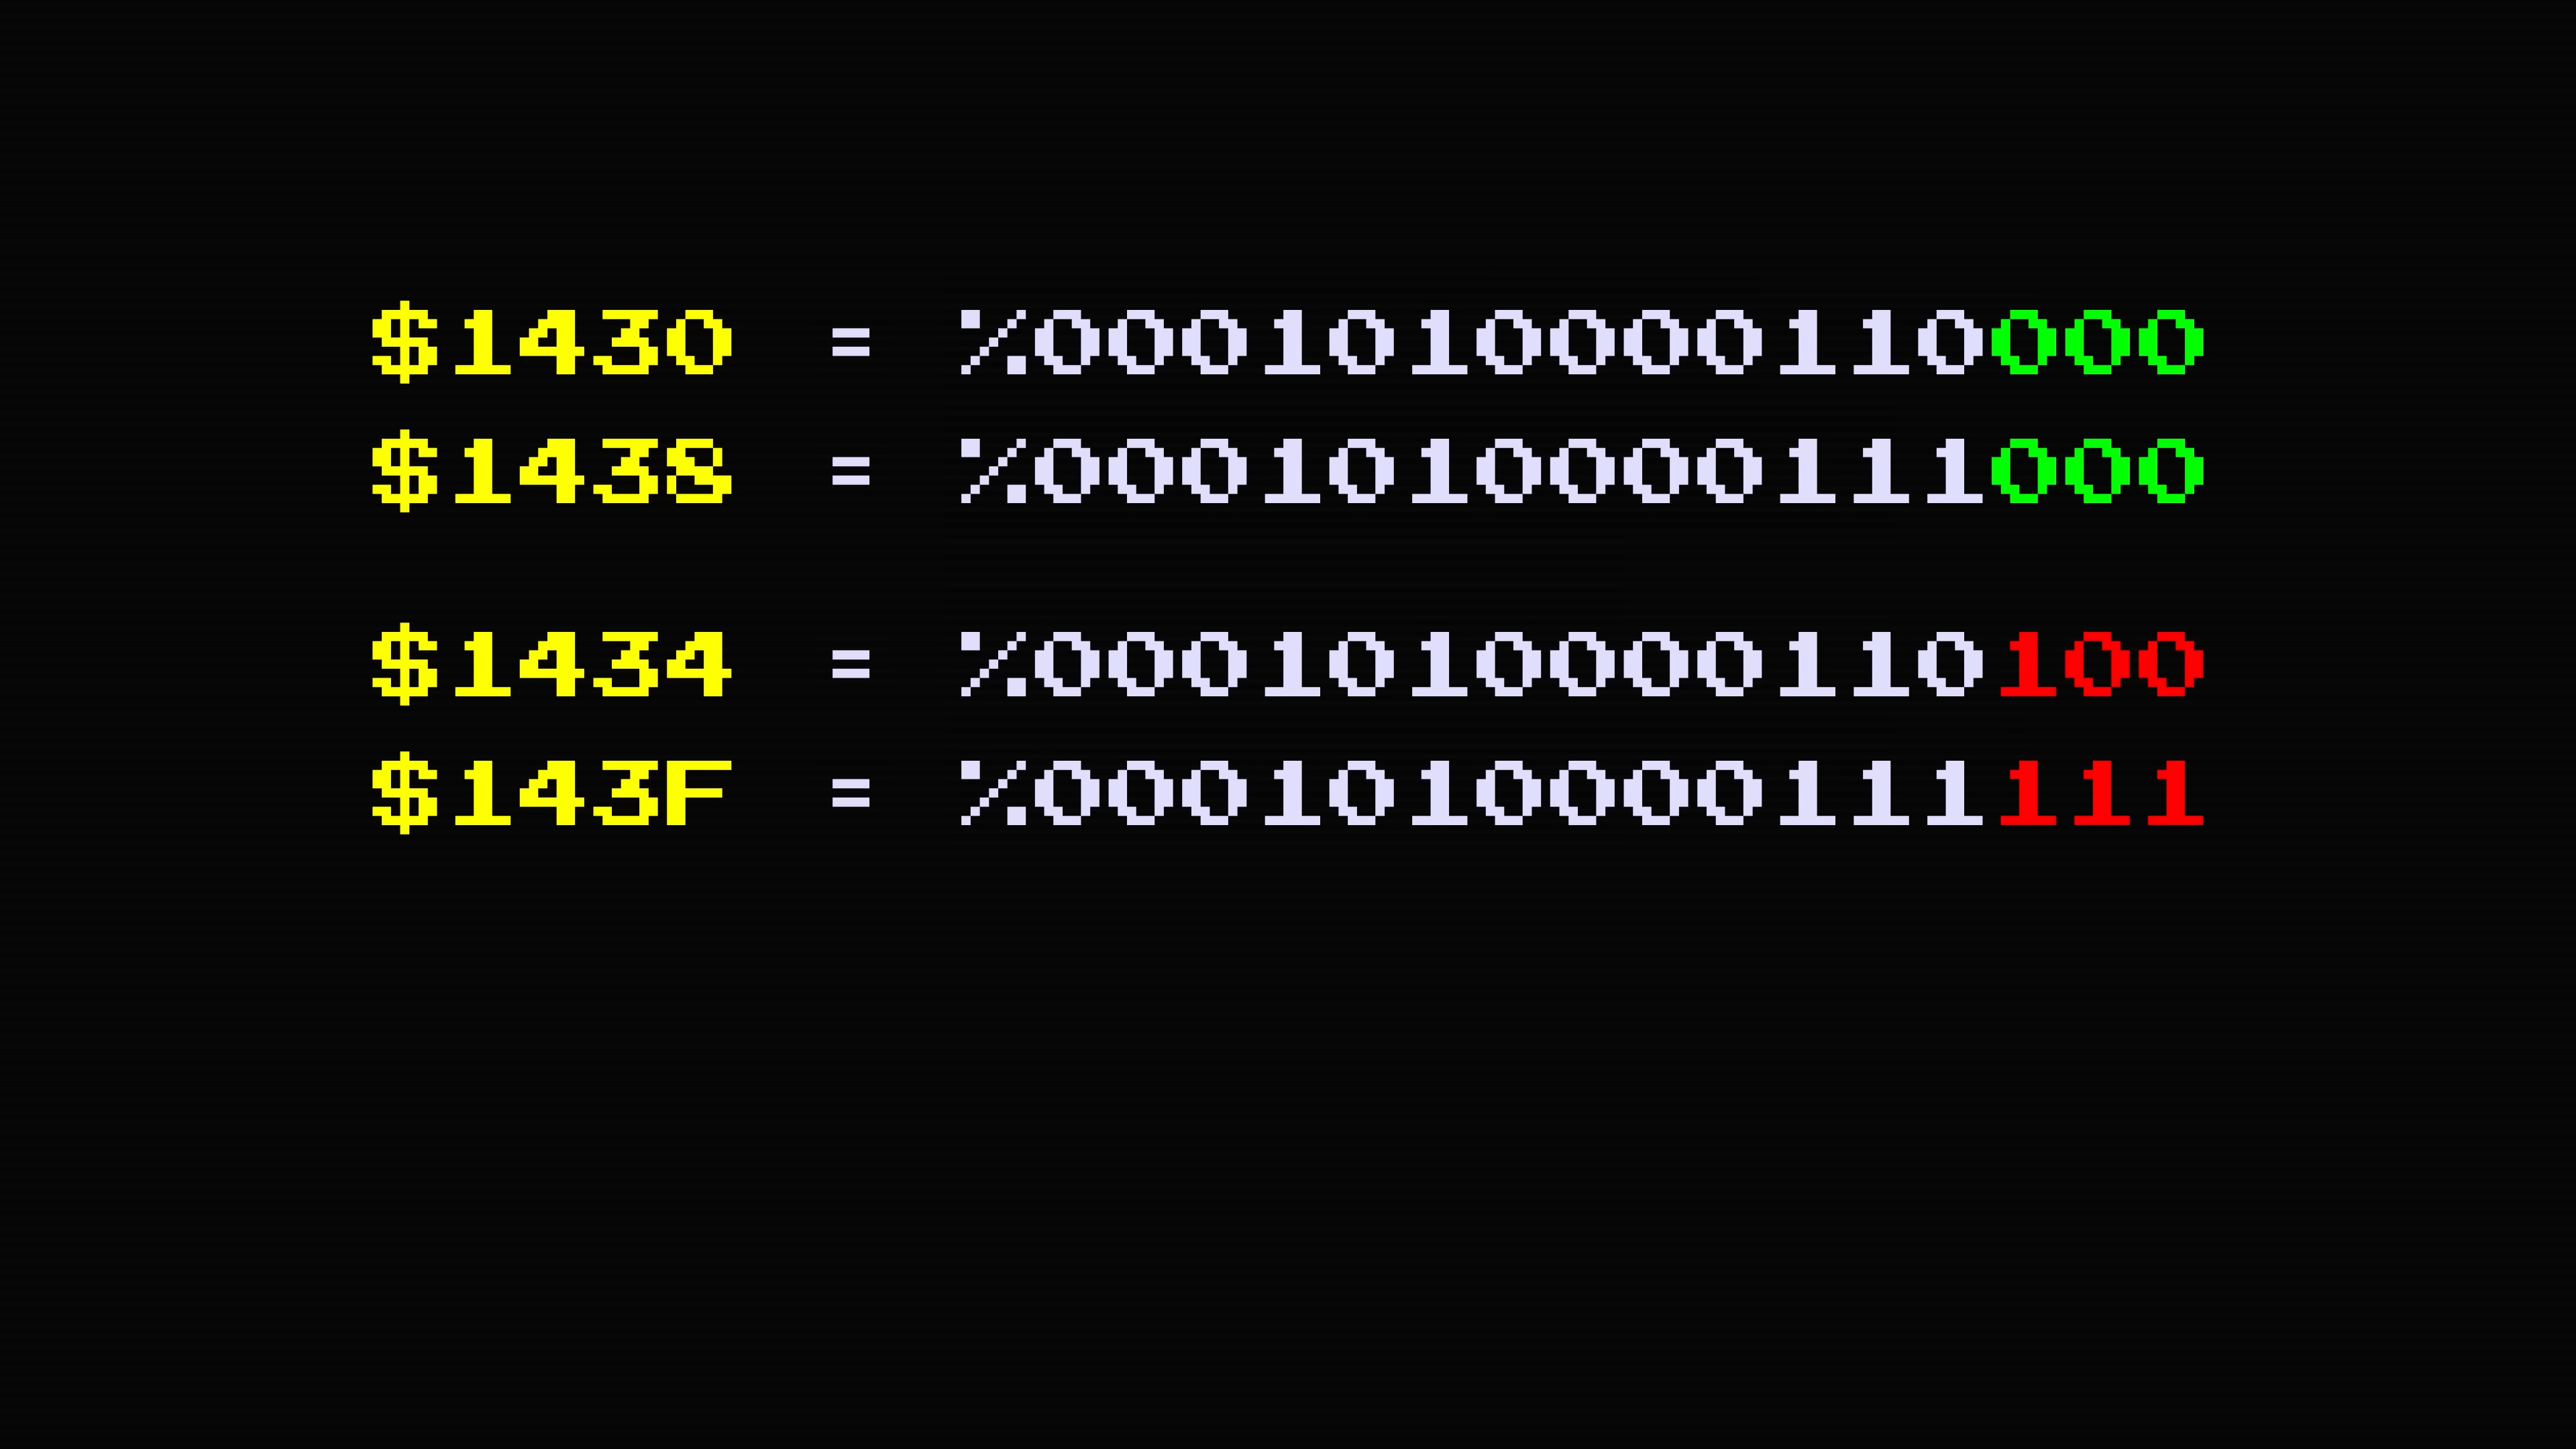 $1430 = %0001010000110000
$1438 = %0001010000111000
$1434 = %0001010000110100
$143F = %0001010000111111